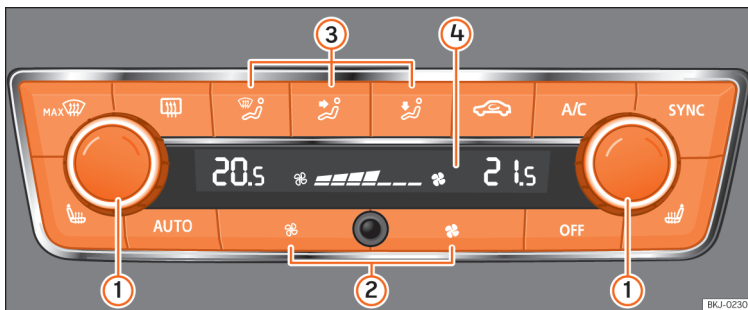 3 4
MAX A/C SYNC
20.5 21.5
AUTO OFF
1 2 1
BKJ-0230